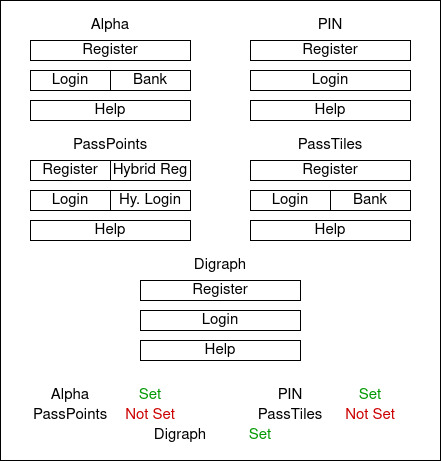 Alpha PIN
Register Register
Login Bank Login
Help Help
PassPoints PassTiles
Register Hybrid Reg Register
Login Hy. Login Login Bank
Help Help
Digraph
Register
Login
Help
Alpha Set PIN Set
PassPoints Not Set PassTiles Not Set
Digraph Set